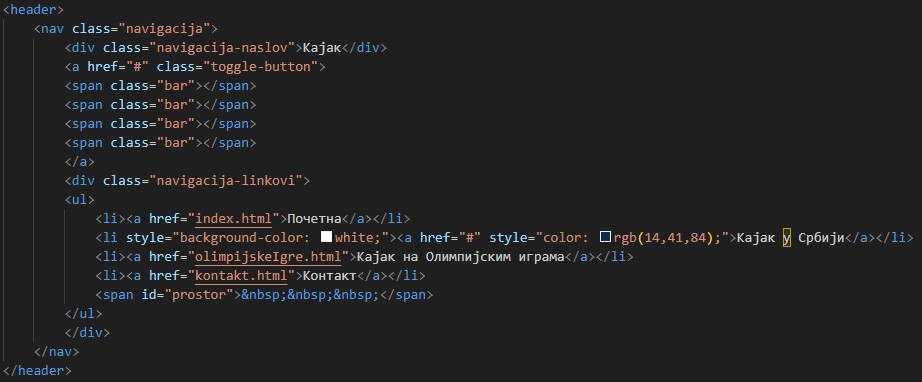 <header>
<nav class="navigacija">
<div class="navigacija-naslov">Кајак</div>
<a href="#" class="toggle-button">
<span class="bar"></span>
<span class="bar"></span>
<span class="bar"></span>
<span class="bar"></span>
</a>
<div class="navigacija-linkovi">
<ul>
<li><a href="index.html">Почетна</a></li>
<li style="background-color: white;"><a href="#" style="color: rgb(14,41,84);">Кајак у Србији</a></li>
<li><a href="olimpijskeIgre.html">Кајак на Олимпијским играма</a></li>
<li><a href="kontakt.html">Контакт</a></li>
<span id="prostor">&nbsp;&nbsp;&nbsp;</span>
</ul>
</div>
</nav>
</header>